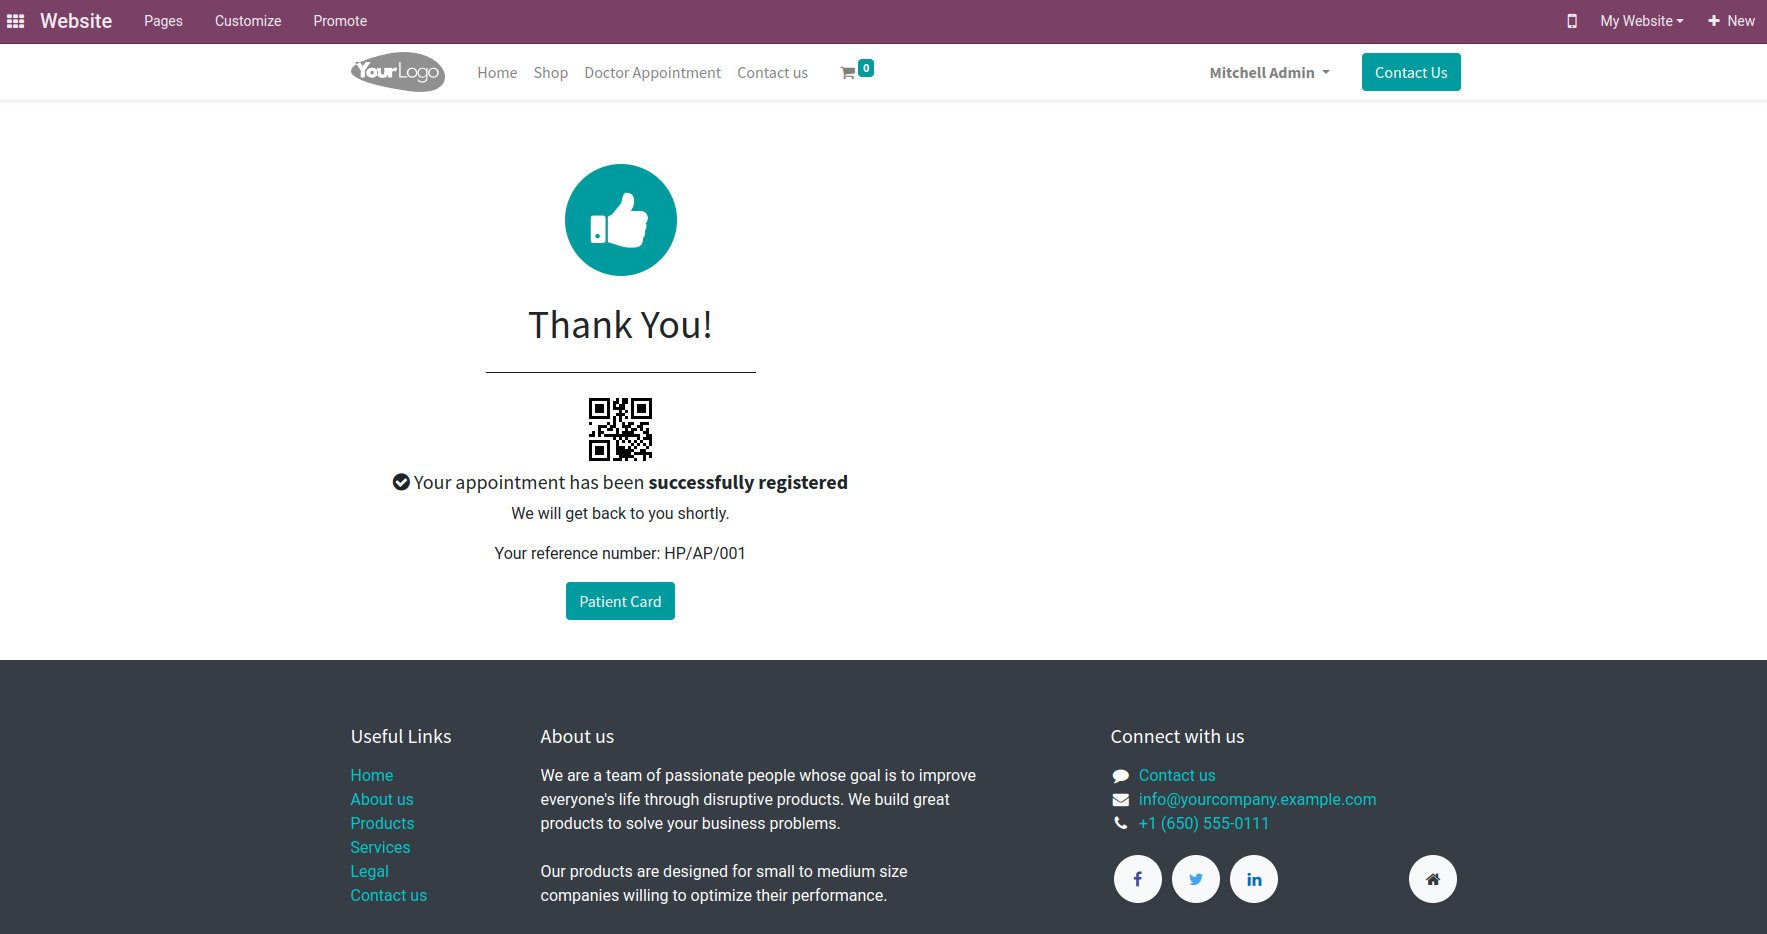 Website Pages Customize Promote My Website New
YourLogo Home Shop Doctor Appointment Contact us 0 Mitchell Admin Contact Us
Thank You!
Your appointment has been successfully registered
We will get back to you shortly.
Your reference number: HP/AP/001
Patient Card
Useful Links
Home
About us
Products
Services
Legal
Contact us
About us
We are a team of passionate people whose goal is to improve
everyone's life through disruptive products. We build great
products to solve your business problems.
Our products are designed for small to medium size
companies willing to optimize their performance.
Connect with us
Contact us
info@yourcompany.example.com
+1 (650) 555-0111